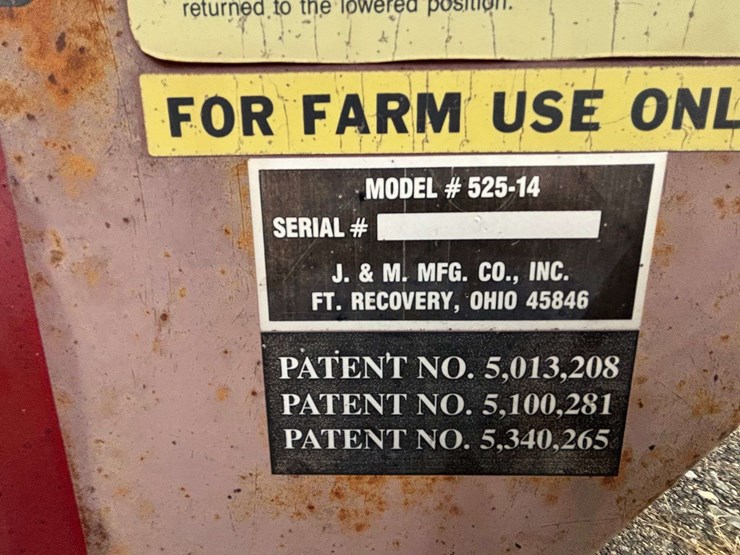 returned to the lowered position.
FOR FARM USE ONL
MODEL # 525-14
SERIAL #
J. & M. MFG. CO., INC.
FT. RECOVERY, OHIO 45846
PATENT NO. 5,013,208
PATENT NO. 5,100,281
PATENT NO. 5,340,265